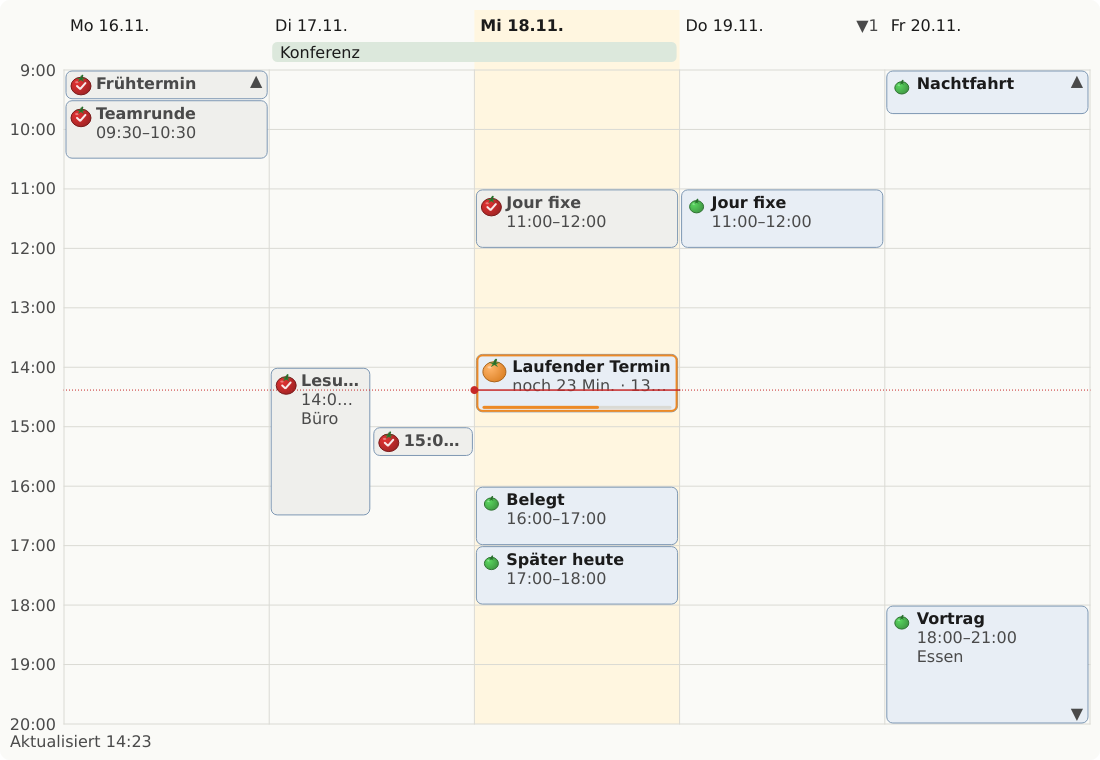 Mo 16.11.
Di 17.11.
Mi 18.11.
Do 19.11.
▼1
Fr 20.11.
Konferenz
9:00
10:00
11:00
12:00
13:00
14:00
15:00
16:00
17:00
18:00
19:00
20:00
Frühtermin ▲
Teamrunde
09:30–10:30
Lesu…
14:0…
Büro
15:0…
Jour fixe
11:00–12:00
Laufender Termin
noch 23 Min. · 13…
Belegt
16:00–17:00
Später heute
17:00–18:00
Jour fixe
11:00–12:00
Nachtfahrt ▲
Vortrag
18:00–21:00
Essen
▼
Aktualisiert 14:23